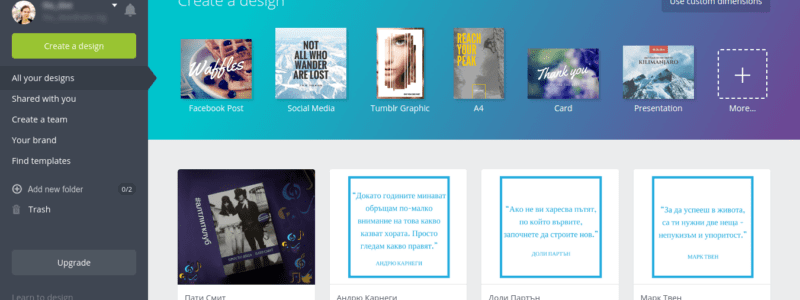 Create a design
Use custom dimensions
Create a design
All your designs
Shared with you
Create a team
Your brand
Find templates
Add new folder
0/2
Trash
Upgrade
Learn to design
Waffles
NOT
ALL WHO
WANDER
ARE LOST
REACH
YOUR
PEAK
Thank you
KILIMANJARO
Facebook Post
Social Media
Tumblr Graphic
A4
Card
Presentation
More...
"Докато годините минават
обръщам по-малко
внимание на това какво
казват хората. Просто
гледам какво правят."
АНДРЮ КАРНЕГИ
"Ако не ви харесва пътят,
по който вървите,
започнете да строите нов."
ДОЛИ ПАРТЪН
"За да успееш в живота,
са ти нужни две неща -
непукизъм и упоритост."
МАРК ТВЕН
Пати Смит
Андрю Карнеги
Доли Партън
Марк Твен